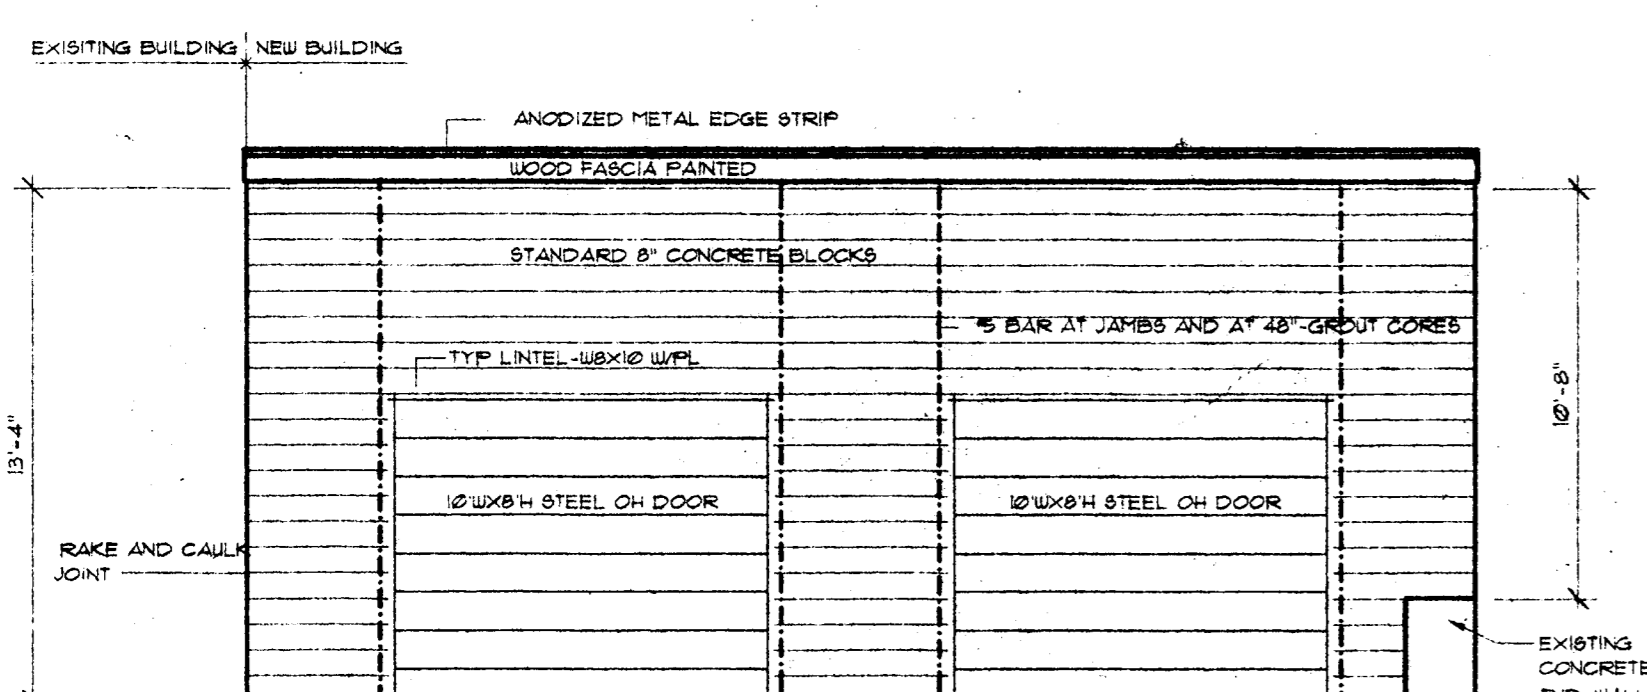 EXISITING BUILDING NEW BUILDING
ANODIZED METAL EDGE STRIP
WOOD FASCIA PAINTED
STANDARD 8" CONCRETE BLOCKS
#5 BAR AT JAMBS AND AT 48"-GROUT CORES
TYP LINTEL-W8X10 W/PL
13'-4"
10'-8"
10'WX8'H STEEL OH DOOR
10'WX8'H STEEL OH DOOR
RAKE AND CAULK
JOINT
EXISTING
CONCRETE